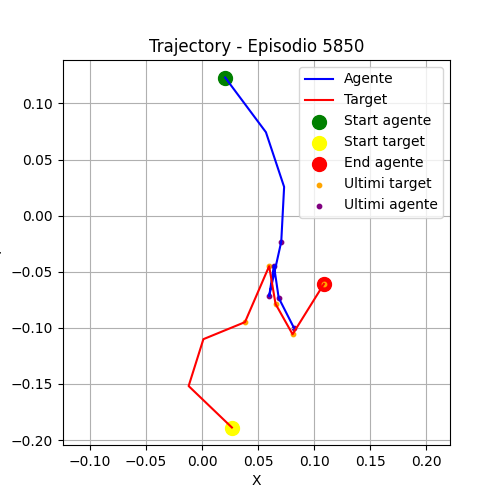 Trajectory - Episodio 5850
Agente
Target
Start agente
Start target
End agente
Ultimi target
Ultimi agente
0.10
0.05
0.00
−0.05
−0.10
−0.15
−0.20
−0.10
−0.05
0.00
0.05
0.10
0.15
0.20
X